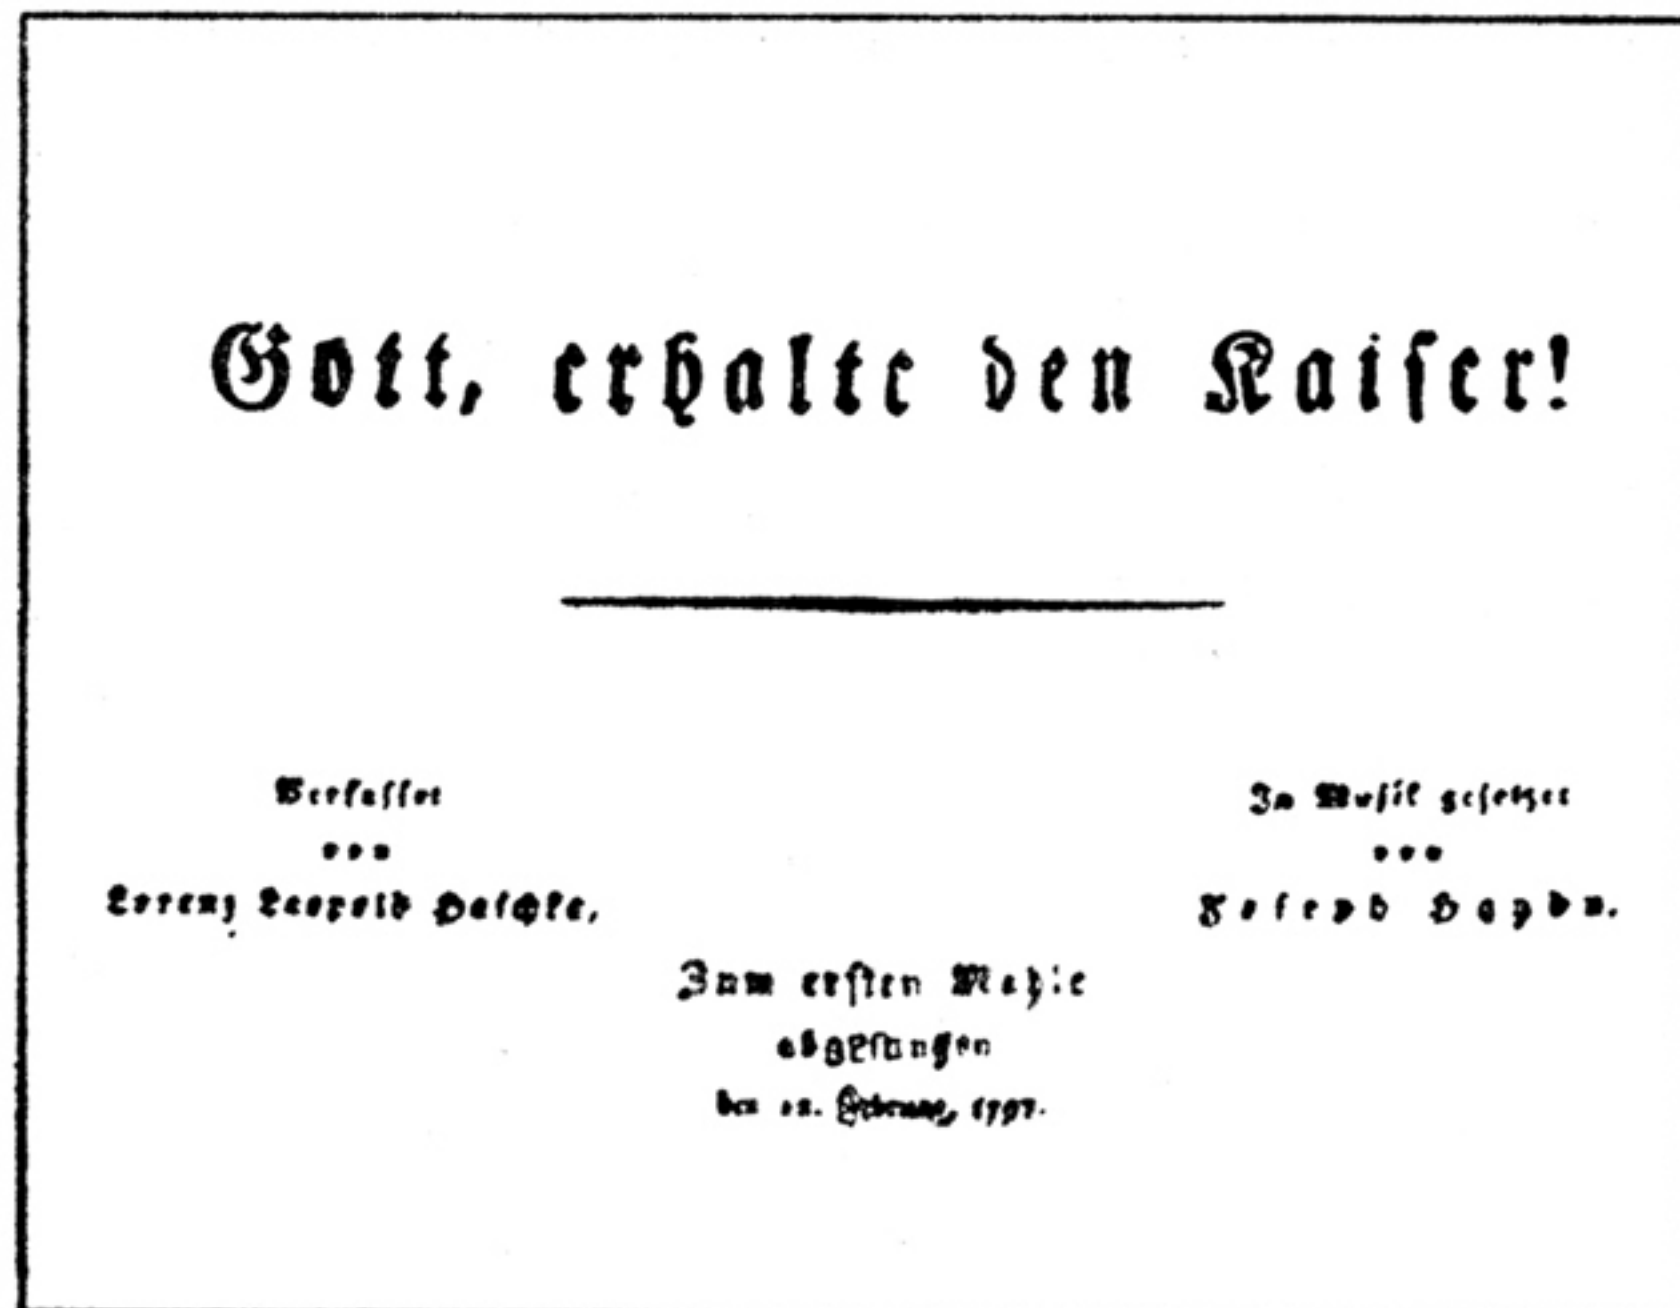 Gott, erhalte den Kaiser!
Verfasset
von
Lorenz Leopold Haschka,
In Musik gesetzet
von
Joseph Haydn.
Zum ersten Mahle
abgesungen
den 12. Februar, 1797.